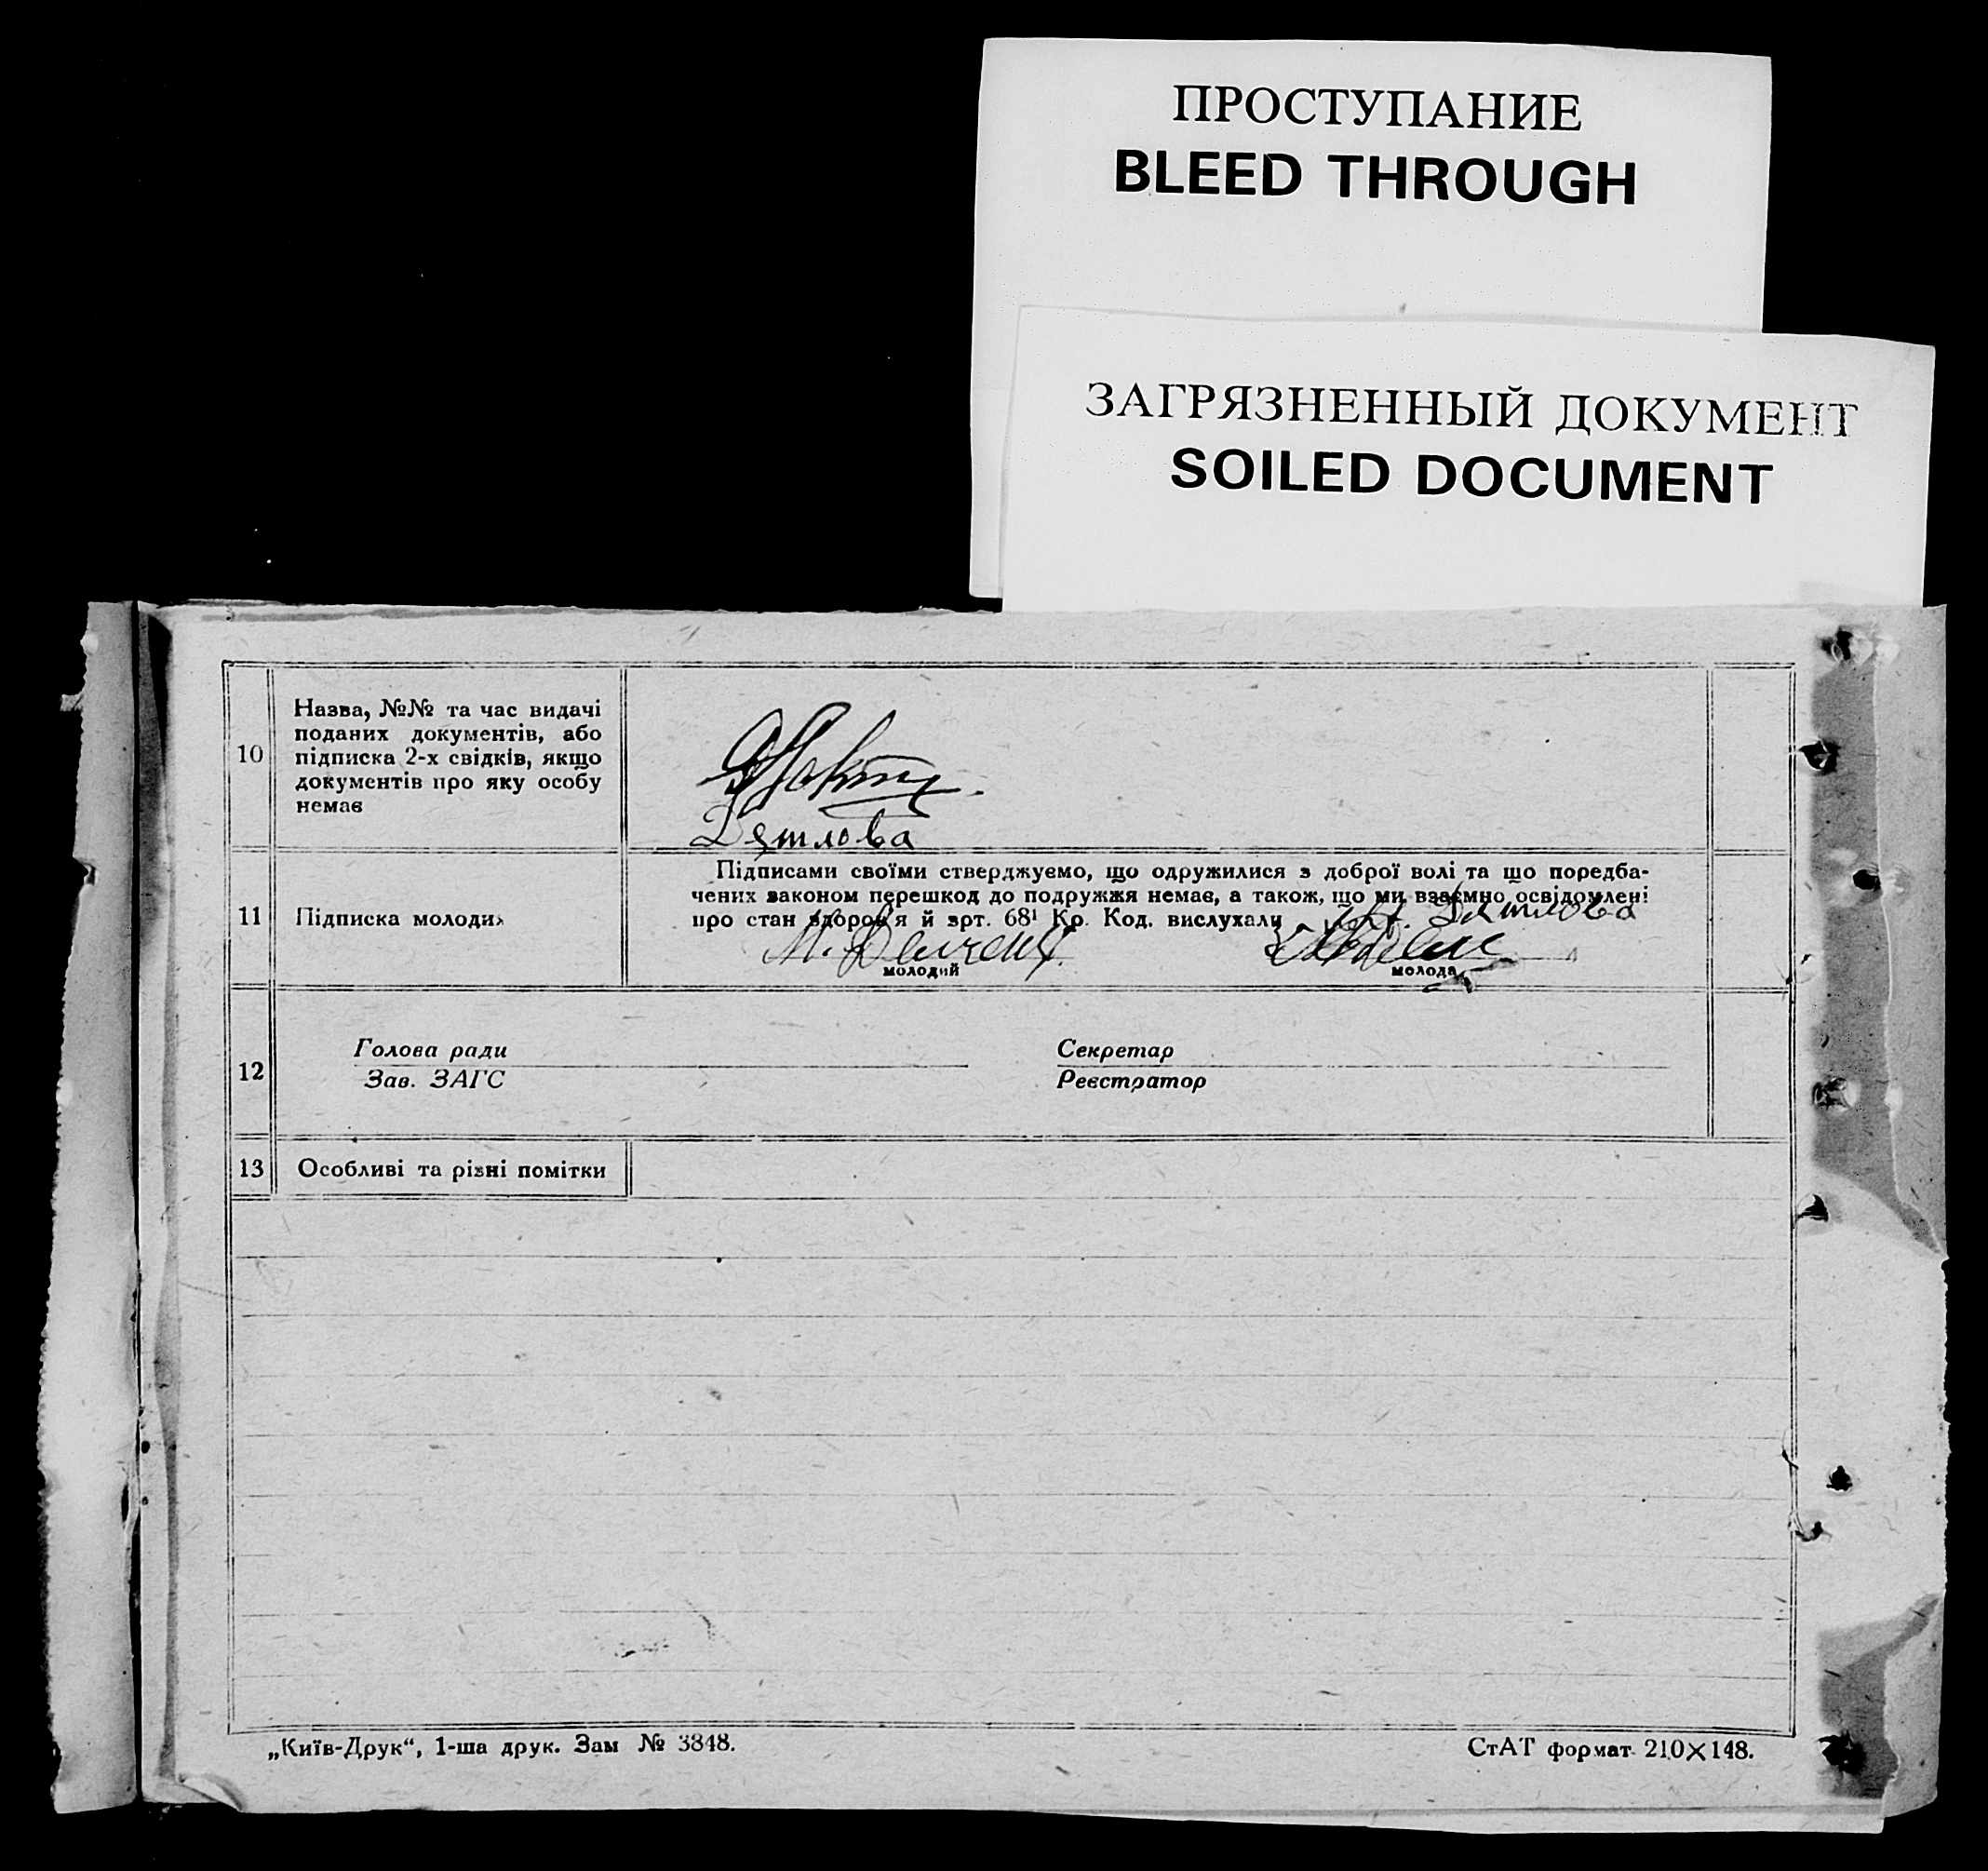 ПРОСТУПАНИЕ
BLEED THROUGH
ЗАГРЯЗНЕННЫЙ ДОКУМЕНТ
SOILED DOCUMENT
10
Назва, №№ та час видачі
поданих документів, або
підписка 2-х свідків, якщо
документів про яку особу
немає
Дятлова
11
Підписка молодих
Підписами своїми стверджуємо, що одружилися з доброї волі та що поредба-
чених законом перешкод до подружжя немає, а також, що ми взаємно освідомлені
про стан здоров'я й зрт. 68¹ Кр. Код. вислухали
Дятлова
М.
молодий
молода
12
Голова ради
Зав. ЗАГС
Секретар
Реєстратор
13
Особливі та різні помітки
„Київ-Друк“, 1-ша друк. Зам № 3848.
СтАТ формат 210×148.